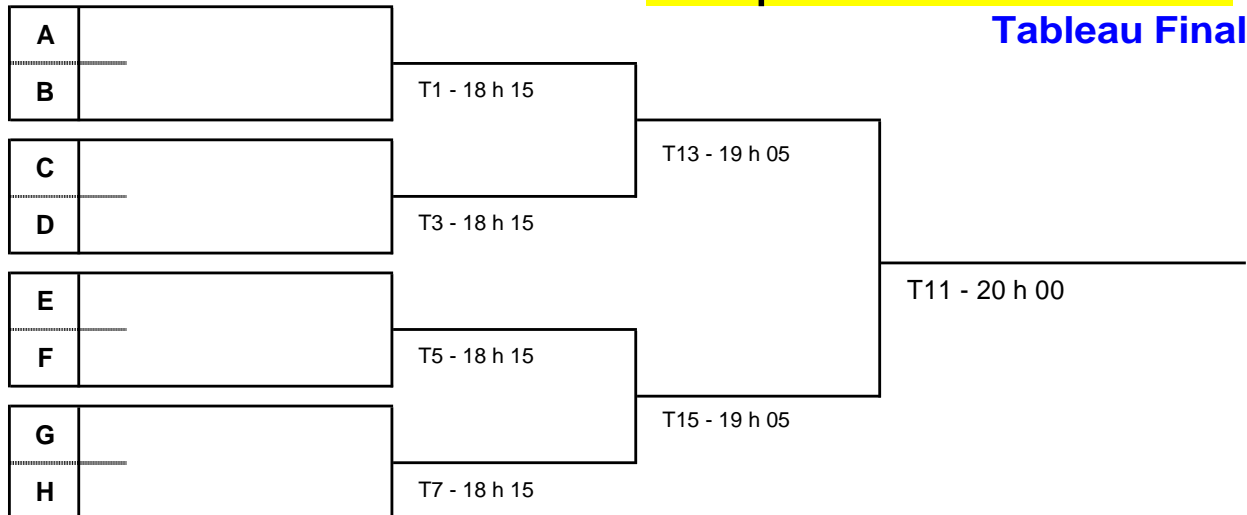 Tableau Final
A
B
T1 - 18 h 15
C
T13 - 19 h 05
D
T3 - 18 h 15
E
T11 - 20 h 00
F
T5 - 18 h 15
G
T15 - 19 h 05
H
T7 - 18 h 15